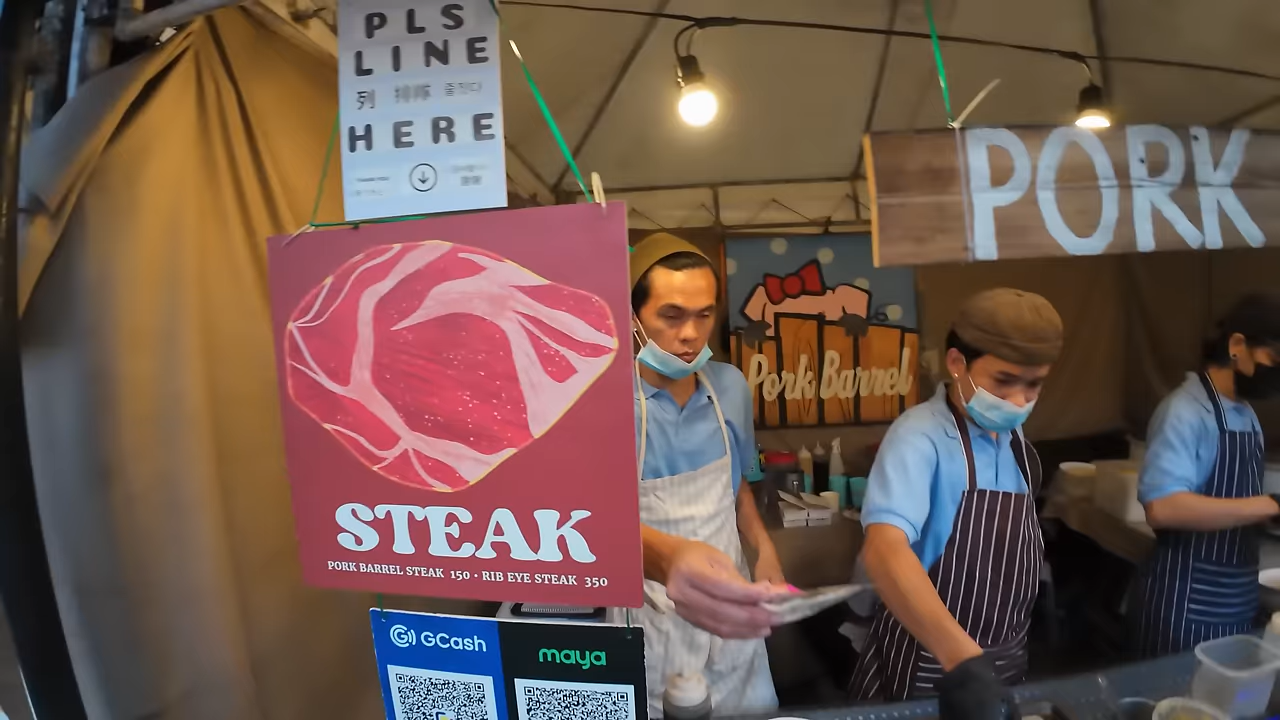 PLS
LINE
列 排隊 줄서다
HERE
PORK
Pork Barrel
STEAK
PORK BARREL STEAK 150 • RIB EYE STEAK 350
GCash
maya